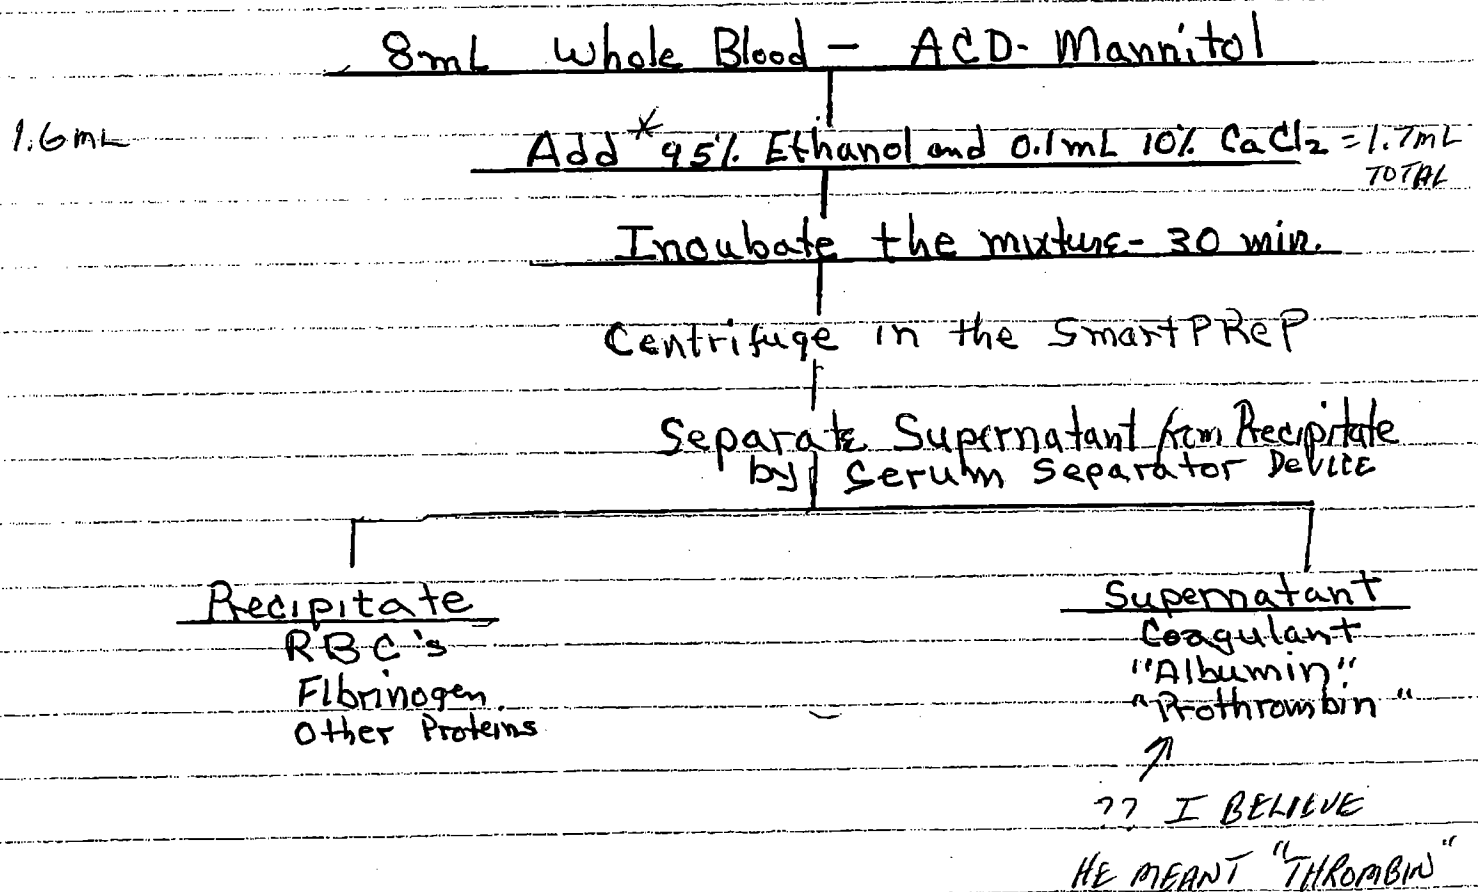 8mL Whole Blood - ACD- Mannitol
1.6mL
Add * 95% Ethanol and 0.1mL 10% CaCl2 = 1.7mL
TOTAL
Incubate the mixture- 30 min.
Centrifuge in the SmartPReP
Separate Supernatant from Precipitate
by Serum Separator Device
Precipitate
RBC's
Fibrinogen.
Other Proteins
Supernatant
Coagulant
"Albumin"
"Prothrombin"
?? I BELIEVE
HE MEANT "THROMBIN"